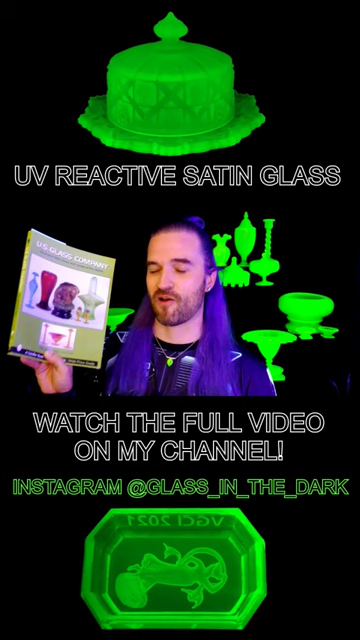 UV REACTIVE SATIN GLASS
U.S. GLASS COMPANY
WATCH THE FULL VIDEO
ON MY CHANNEL!
INSTAGRAM @GLASS_IN_THE_DARK
VGCI 2021